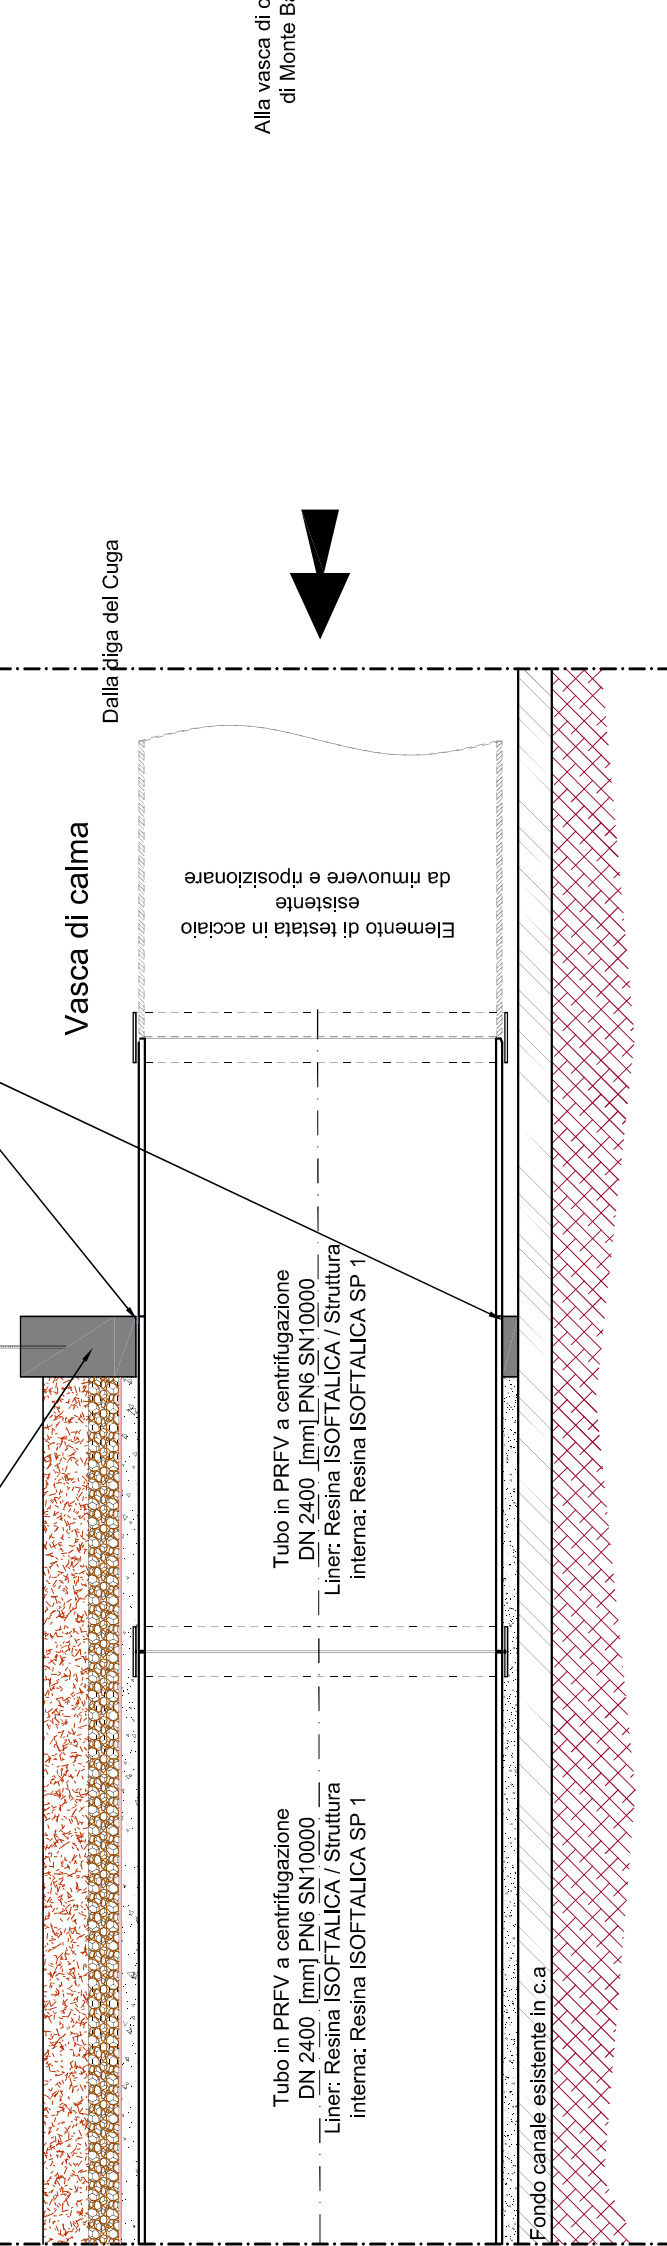 Alla vasca di
di Monte
Dalla diga del Cuga
Vasca di calma
Elemento di testata in acciaio
esistente
da rimuovere e riposizionare
Tubo in PRFV a centrifugazione
DN 2400 [mm] PN6 SN10000
Liner: Resina ISOFTALICA / Struttura
interna: Resina ISOFTALICA SP 1
Tubo in PRFV a centrifugazione
DN 2400 [mm] PN6 SN10000
Liner: Resina ISOFTALICA / Struttura
interna: Resina ISOFTALICA SP 1
Fondo canale esistente in c.a